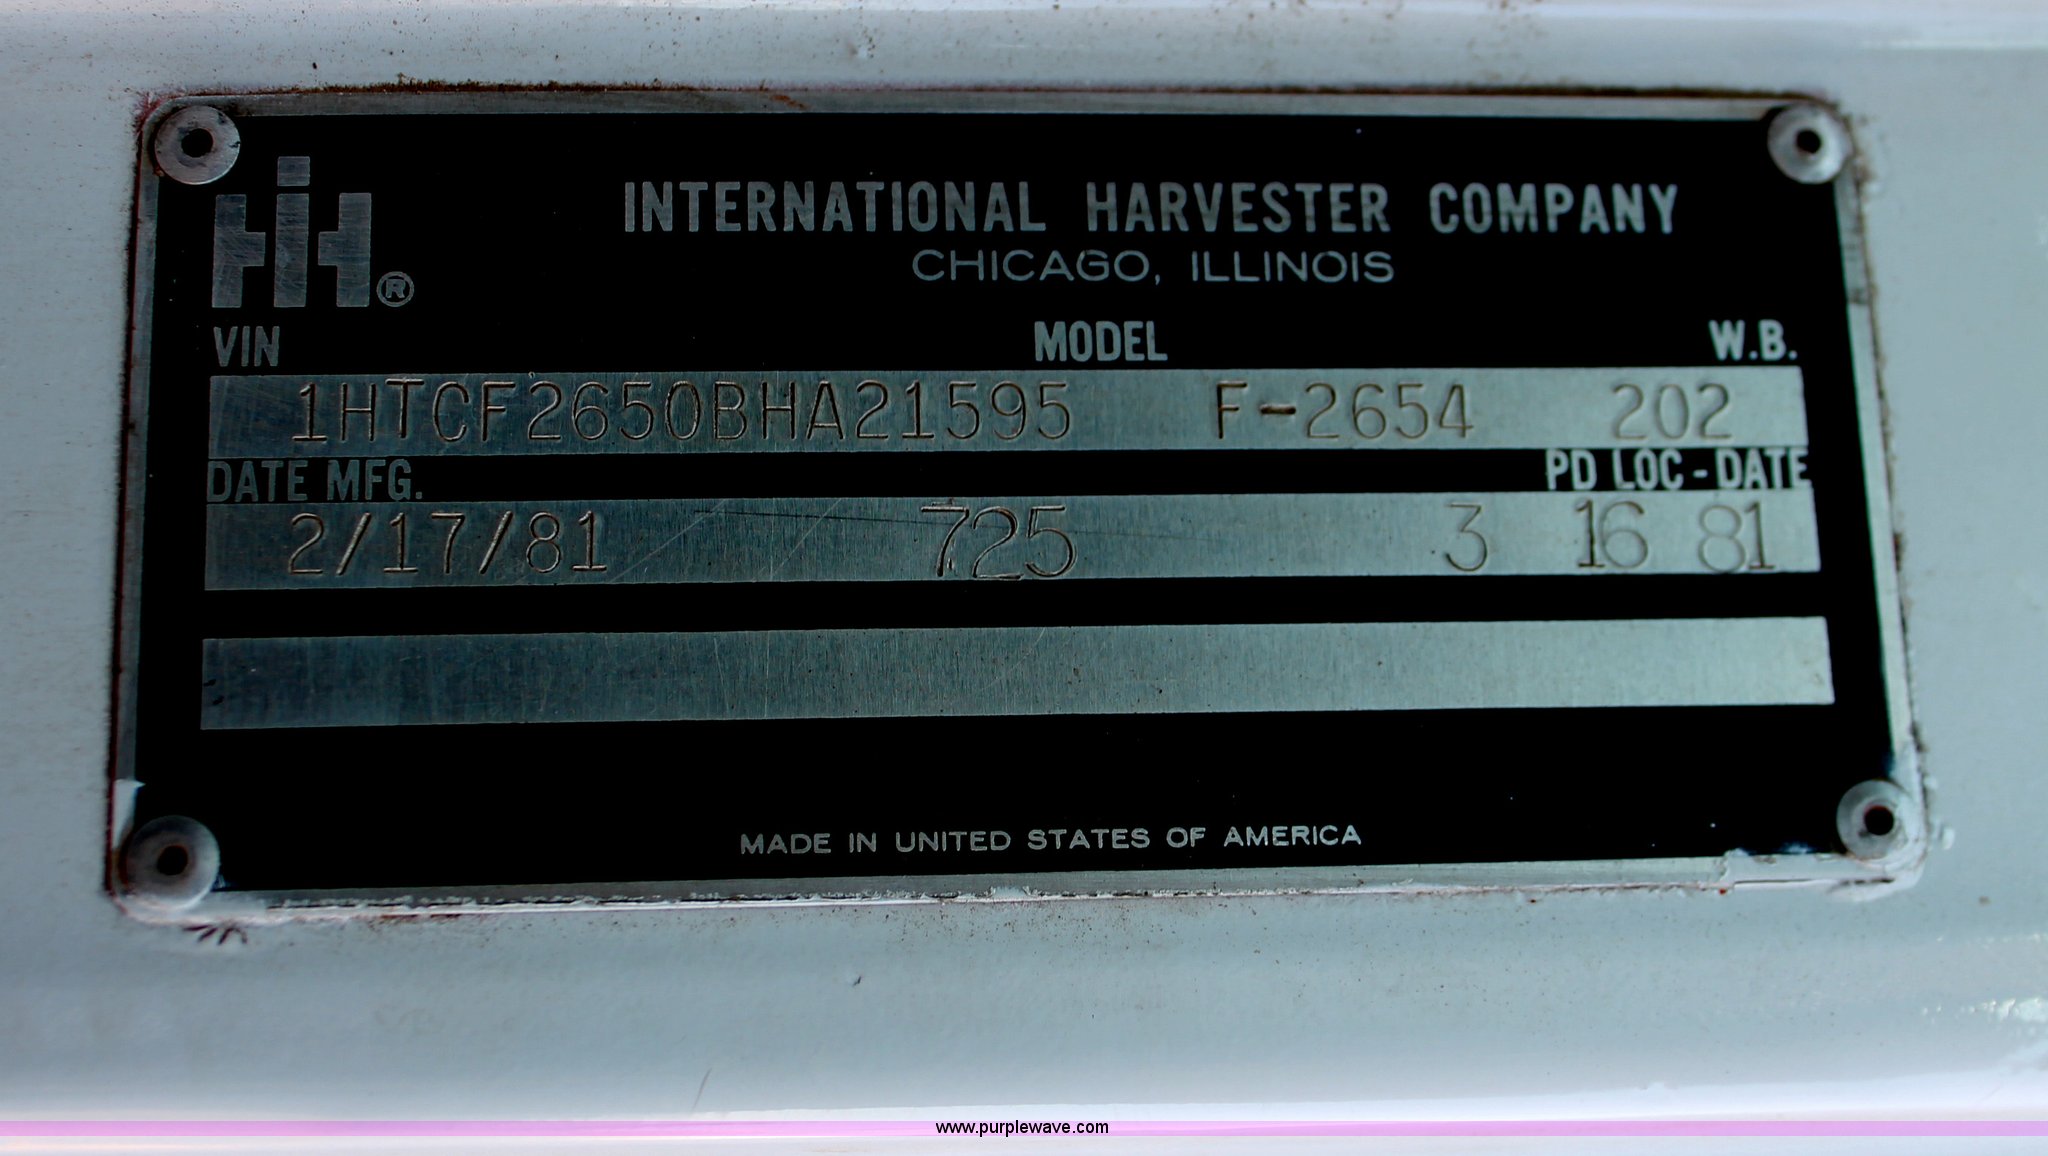 IH®
INTERNATIONAL HARVESTER COMPANY
CHICAGO, ILLINOIS
VIN MODEL W.B.
1HTCF2650BHA21595 F-2654 202
DATE MFG. PD LOC - DATE
2/17/81 725 3 16 81
MADE IN UNITED STATES OF AMERICA
www.purplewave.com